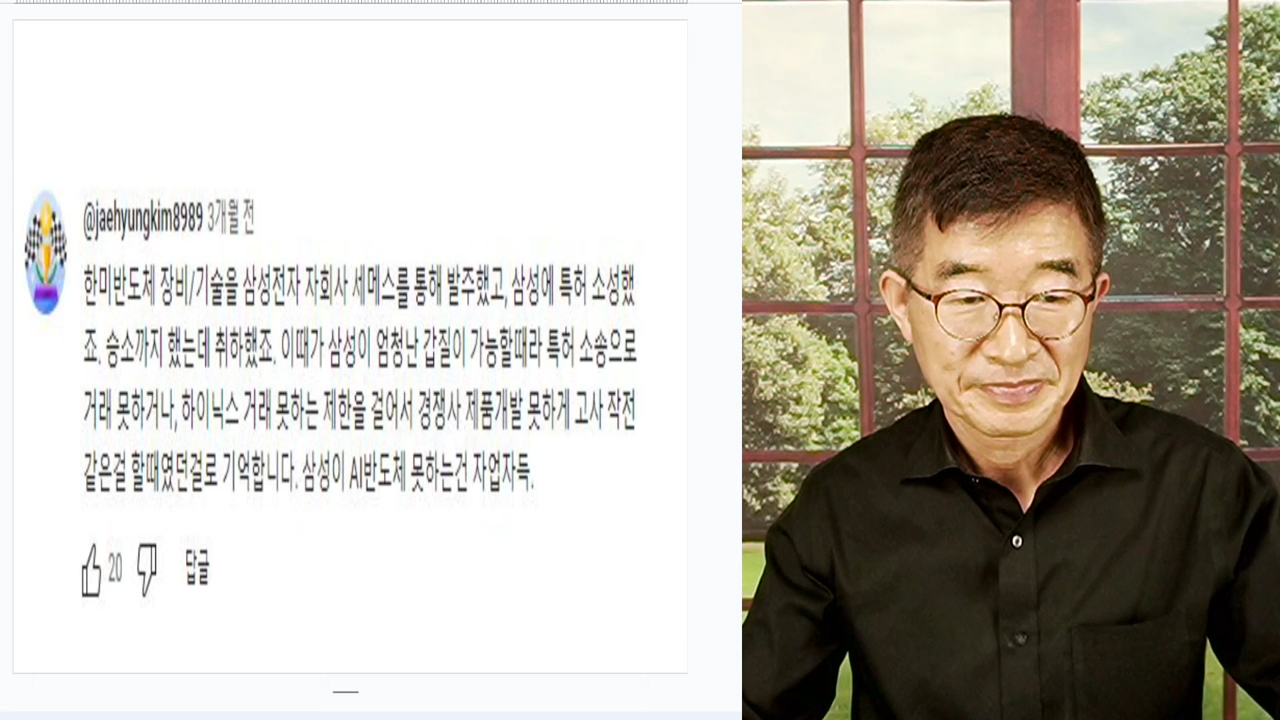 @jaehyungkim8989 3개월 전
한미반도체 장비/기술을 삼성전자 자회사 세메스를 통해 발주했고, 삼성에 특허 소성했
죠. 승소까지 했는데 취하했죠. 이때가 삼성이 엄청난 갑질이 가능할때라 특허 소송으로
거래 못하거나, 하이닉스 거래 못하는 제한을 걸어서 경쟁사 제품개발 못하게 고사 작전
같은걸 할때였던걸로 기억합니다. 삼성이 AI반도체 못하는건 자업자득.
20 답글